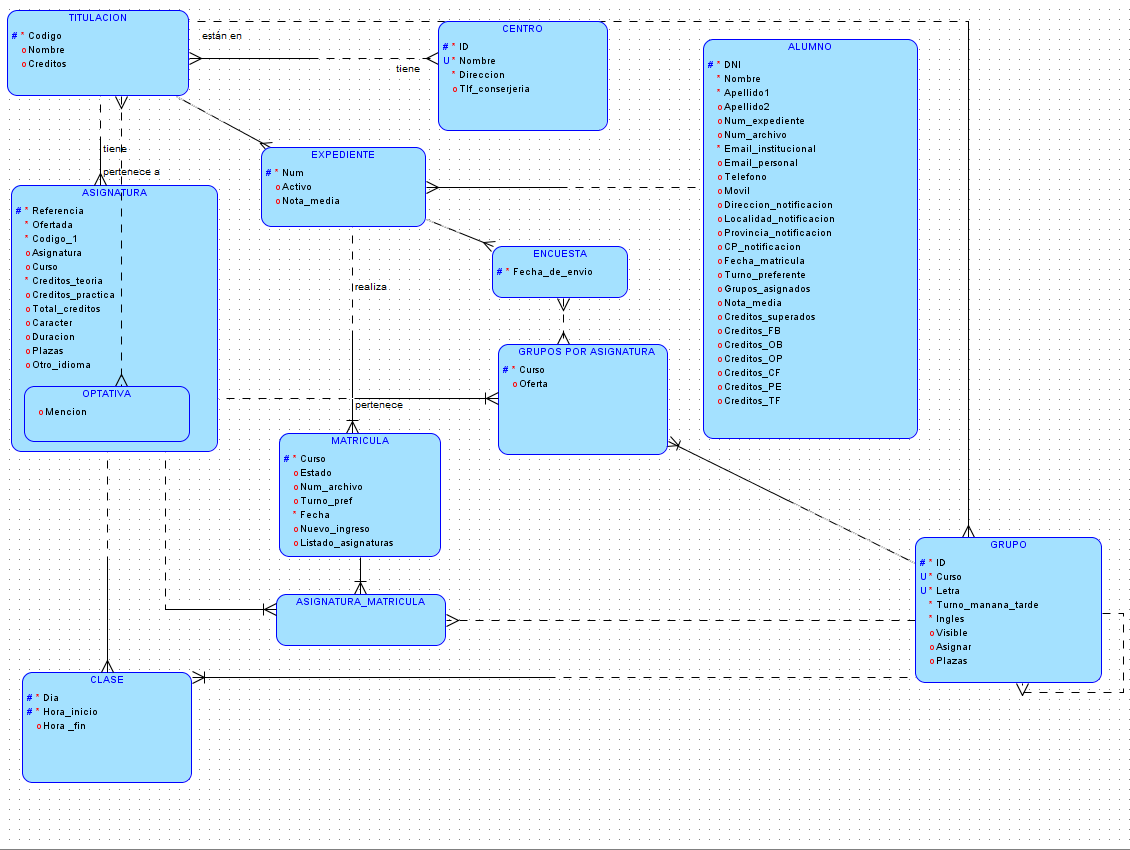 TITULACION
# * Codigo
o Nombre
o Creditos
están en
tiene
CENTRO
# * ID
U * Nombre
* Direccion
o Tlf_conserjeria
ALUMNO
# * DNI
* Nombre
* Apellido1
o Apellido2
o Num_expediente
o Num_archivo
* Email_institucional
o Email_personal
o Telefono
o Movil
o Direccion_notificacion
o Localidad_notificacion
o Provincia_notificacion
o CP_notificacion
o Fecha_matricula
o Turno_preferente
o Grupos_asignados
o Nota_media
o Creditos_superados
o Creditos_FB
o Creditos_OB
o Creditos_OP
o Creditos_CF
o Creditos_PE
o Creditos_TF
tiene
pertenece a
EXPEDIENTE
# * Num
o Activo
o Nota_media
ASIGNATURA
# * Referencia
* Ofertada
* Codigo_1
o Asignatura
o Curso
* Creditos_teoria
o Creditos_practica
o Total_creditos
o Caracter
o Duracion
o Plazas
o Otro_idioma
OPTATIVA
o Mencion
ENCUESTA
# * Fecha_de_envio
realiza
GRUPOS POR ASIGNATURA
# * Curso
o Oferta
pertenece
MATRICULA
# * Curso
o Estado
o Num_archivo
o Turno_pref
* Fecha
o Nuevo_ingreso
o Listado_asignaturas
GRUPO
# * ID
U * Curso
U * Letra
* Turno_manana_tarde
* Ingles
o Visible
o Asignar
o Plazas
ASIGNATURA_MATRICULA
CLASE
# * Dia
# * Hora_inicio
o Hora _fin